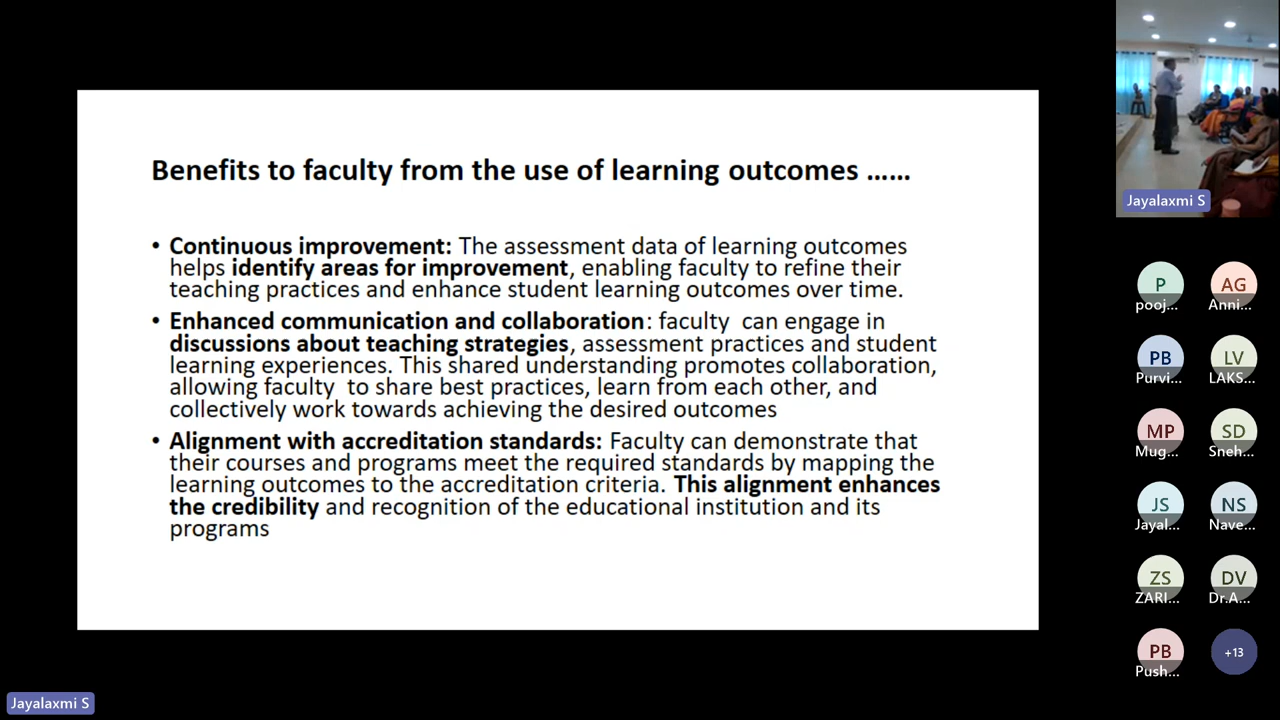 Benefits to faculty from the use of learning outcomes ......
• Continuous improvement: The assessment data of learning outcomes
helps identify areas for improvement, enabling faculty to refine their
teaching practices and enhance student learning outcomes over time.
• Enhanced communication and collaboration: faculty  can engage in
discussions about teaching strategies, assessment practices and student
learning experiences. This shared understanding promotes collaboration,
allowing faculty  to share best practices, learn from each other, and
collectively work towards achieving the desired outcomes
• Alignment with accreditation standards: Faculty can demonstrate that
their courses and programs meet the required standards by mapping the
learning outcomes to the accreditation criteria. This alignment enhances
the credibility and recognition of the educational institution and its
programs
Jayalaxmi S
P
pooj...
AG
Anni...
PB
Purvi...
LV
LAKS...
MP
Mug...
SD
Sneh...
JS
Jayal...
NS
Nave...
ZS
ZARI...
DV
Dr.A...
PB
Push...
+13
Jayalaxmi S